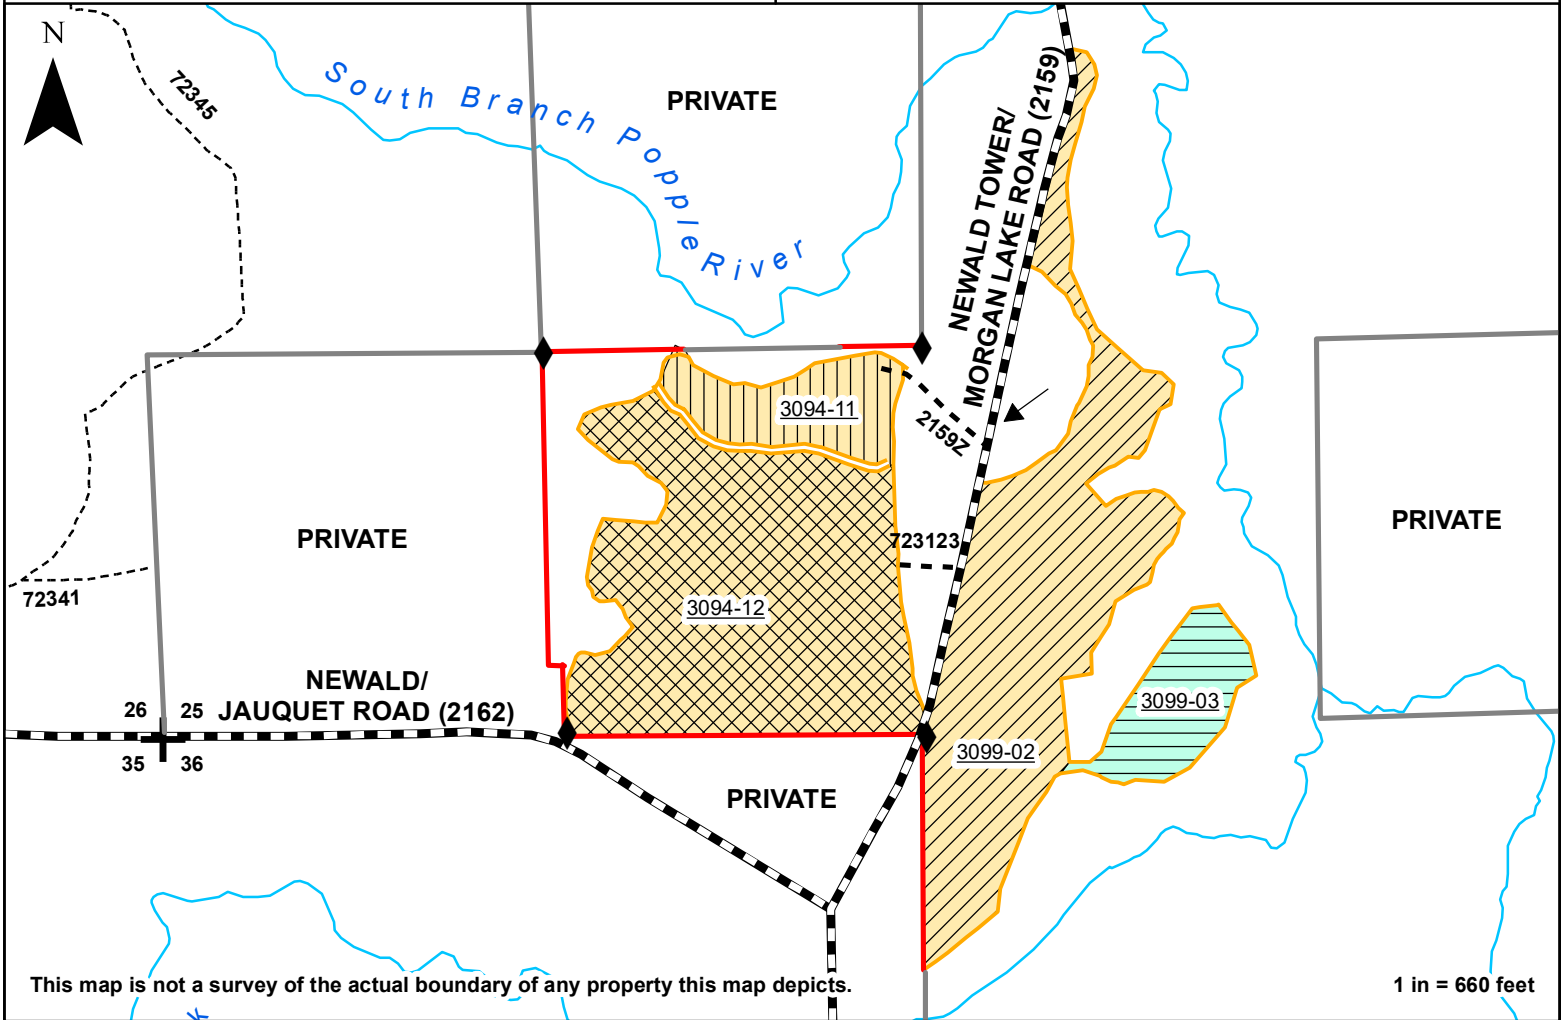 N
72345
South Branch Popple River
PRIVATE
NEWALD TOWER/
MORGAN LAKE ROAD (2159)
3094-11
2159Z
PRIVATE
723123
PRIVATE
72341
3094-12
NEWALD/
JAUQUET ROAD (2162)
26 25
35 36
3099-03
3099-02
PRIVATE
This map is not a survey of the actual boundary of any property this map depicts.
1 in = 660 feet
k